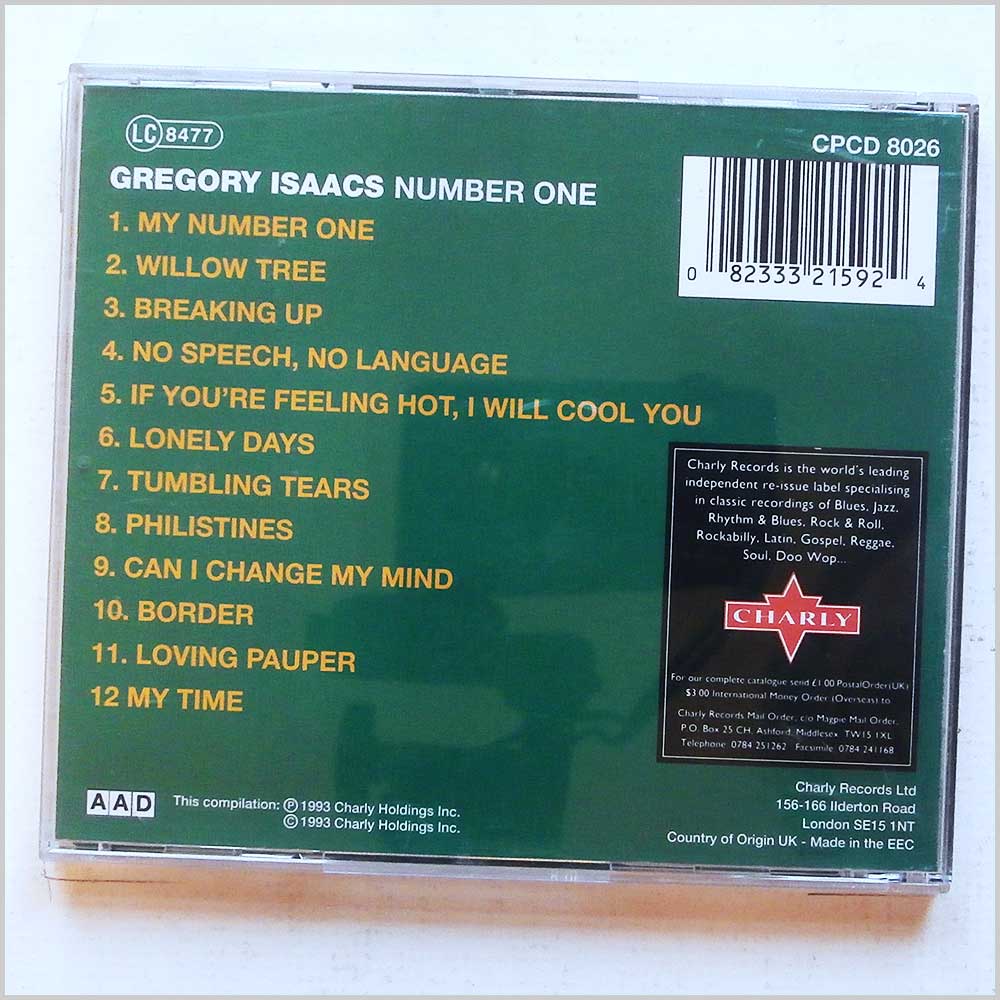 LC 8477
CPCD 8026
GREGORY ISAACS NUMBER ONE
1. MY NUMBER ONE
2. WILLOW TREE
3. BREAKING UP
4. NO SPEECH, NO LANGUAGE
5. IF YOU'RE FEELING HOT, I WILL COOL YOU
6. LONELY DAYS
7. TUMBLING TEARS
8. PHILISTINES
9. CAN I CHANGE MY MIND
10. BORDER
11. LOVING PAUPER
12 MY TIME
0 82333 21592 4
Charly Records is the world's leading
independent re-issue label specialising
in classic recordings of Blues, Jazz,
Rhythm & Blues, Rock & Roll,
Rockabilly, Latin, Gospel, Reggae,
Soul, Doo Wop...
CHARLY
For our complete catalogue send £1.00 PostalOrder(UK)
$3.00 International Money Order (Overseas) to
Charly Records Mail Order, c/o Magpie Mail Order,
P.O. Box 25 CH, Ashford, Middlesex TW15 1XL
Telephone 0784 251262 Facsimile 0784 241168
AAD
This compilation: ℗ 1993 Charly Holdings Inc.
© 1993 Charly Holdings Inc.
Charly Records Ltd
156-166 Ilderton Road
London SE15 1NT
Country of Origin UK - Made in the EEC